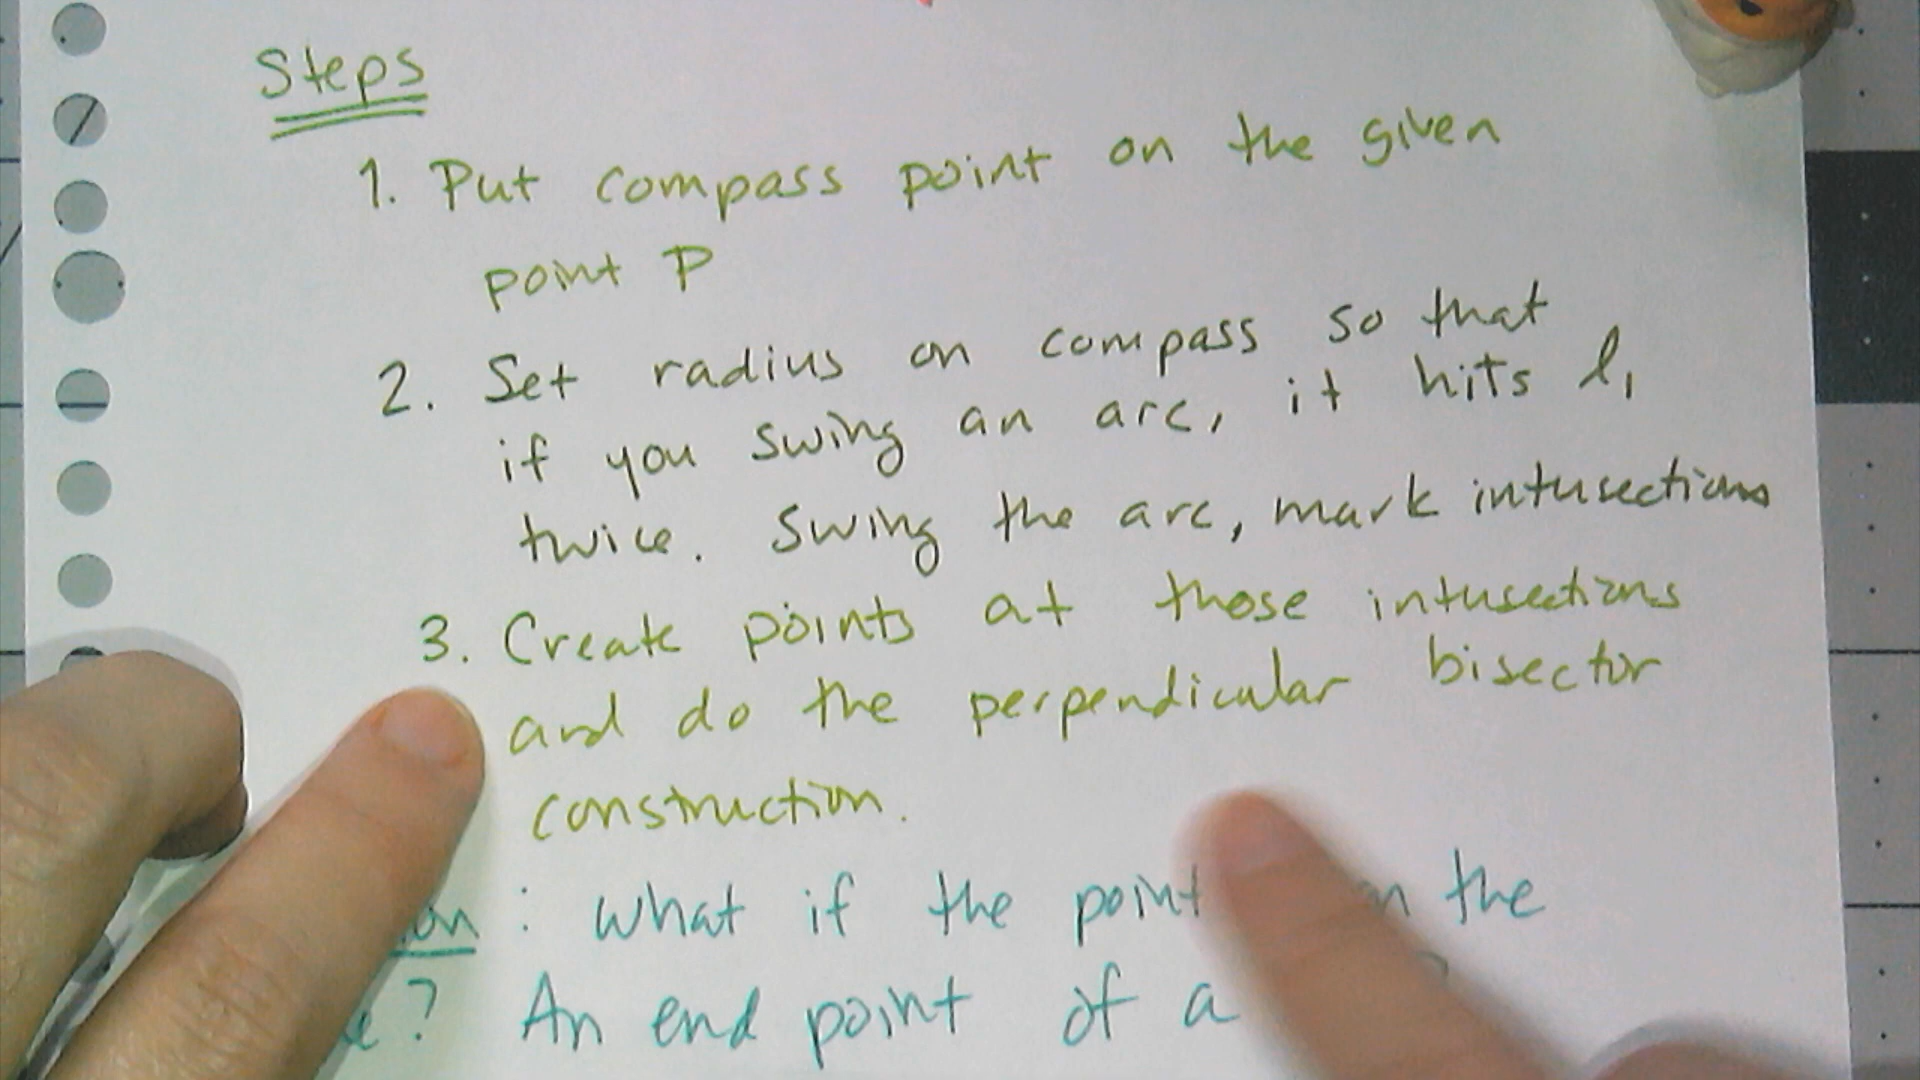 Steps
1. Put compass point on the given
point P
2. Set radius on compass so that
if you swing an arc, it hits l₁
twice. Swing the arc, mark intersections
3. Create points at those intersections
and do the perpendicular bisector
construction.
: What if the point the
? An end point of a